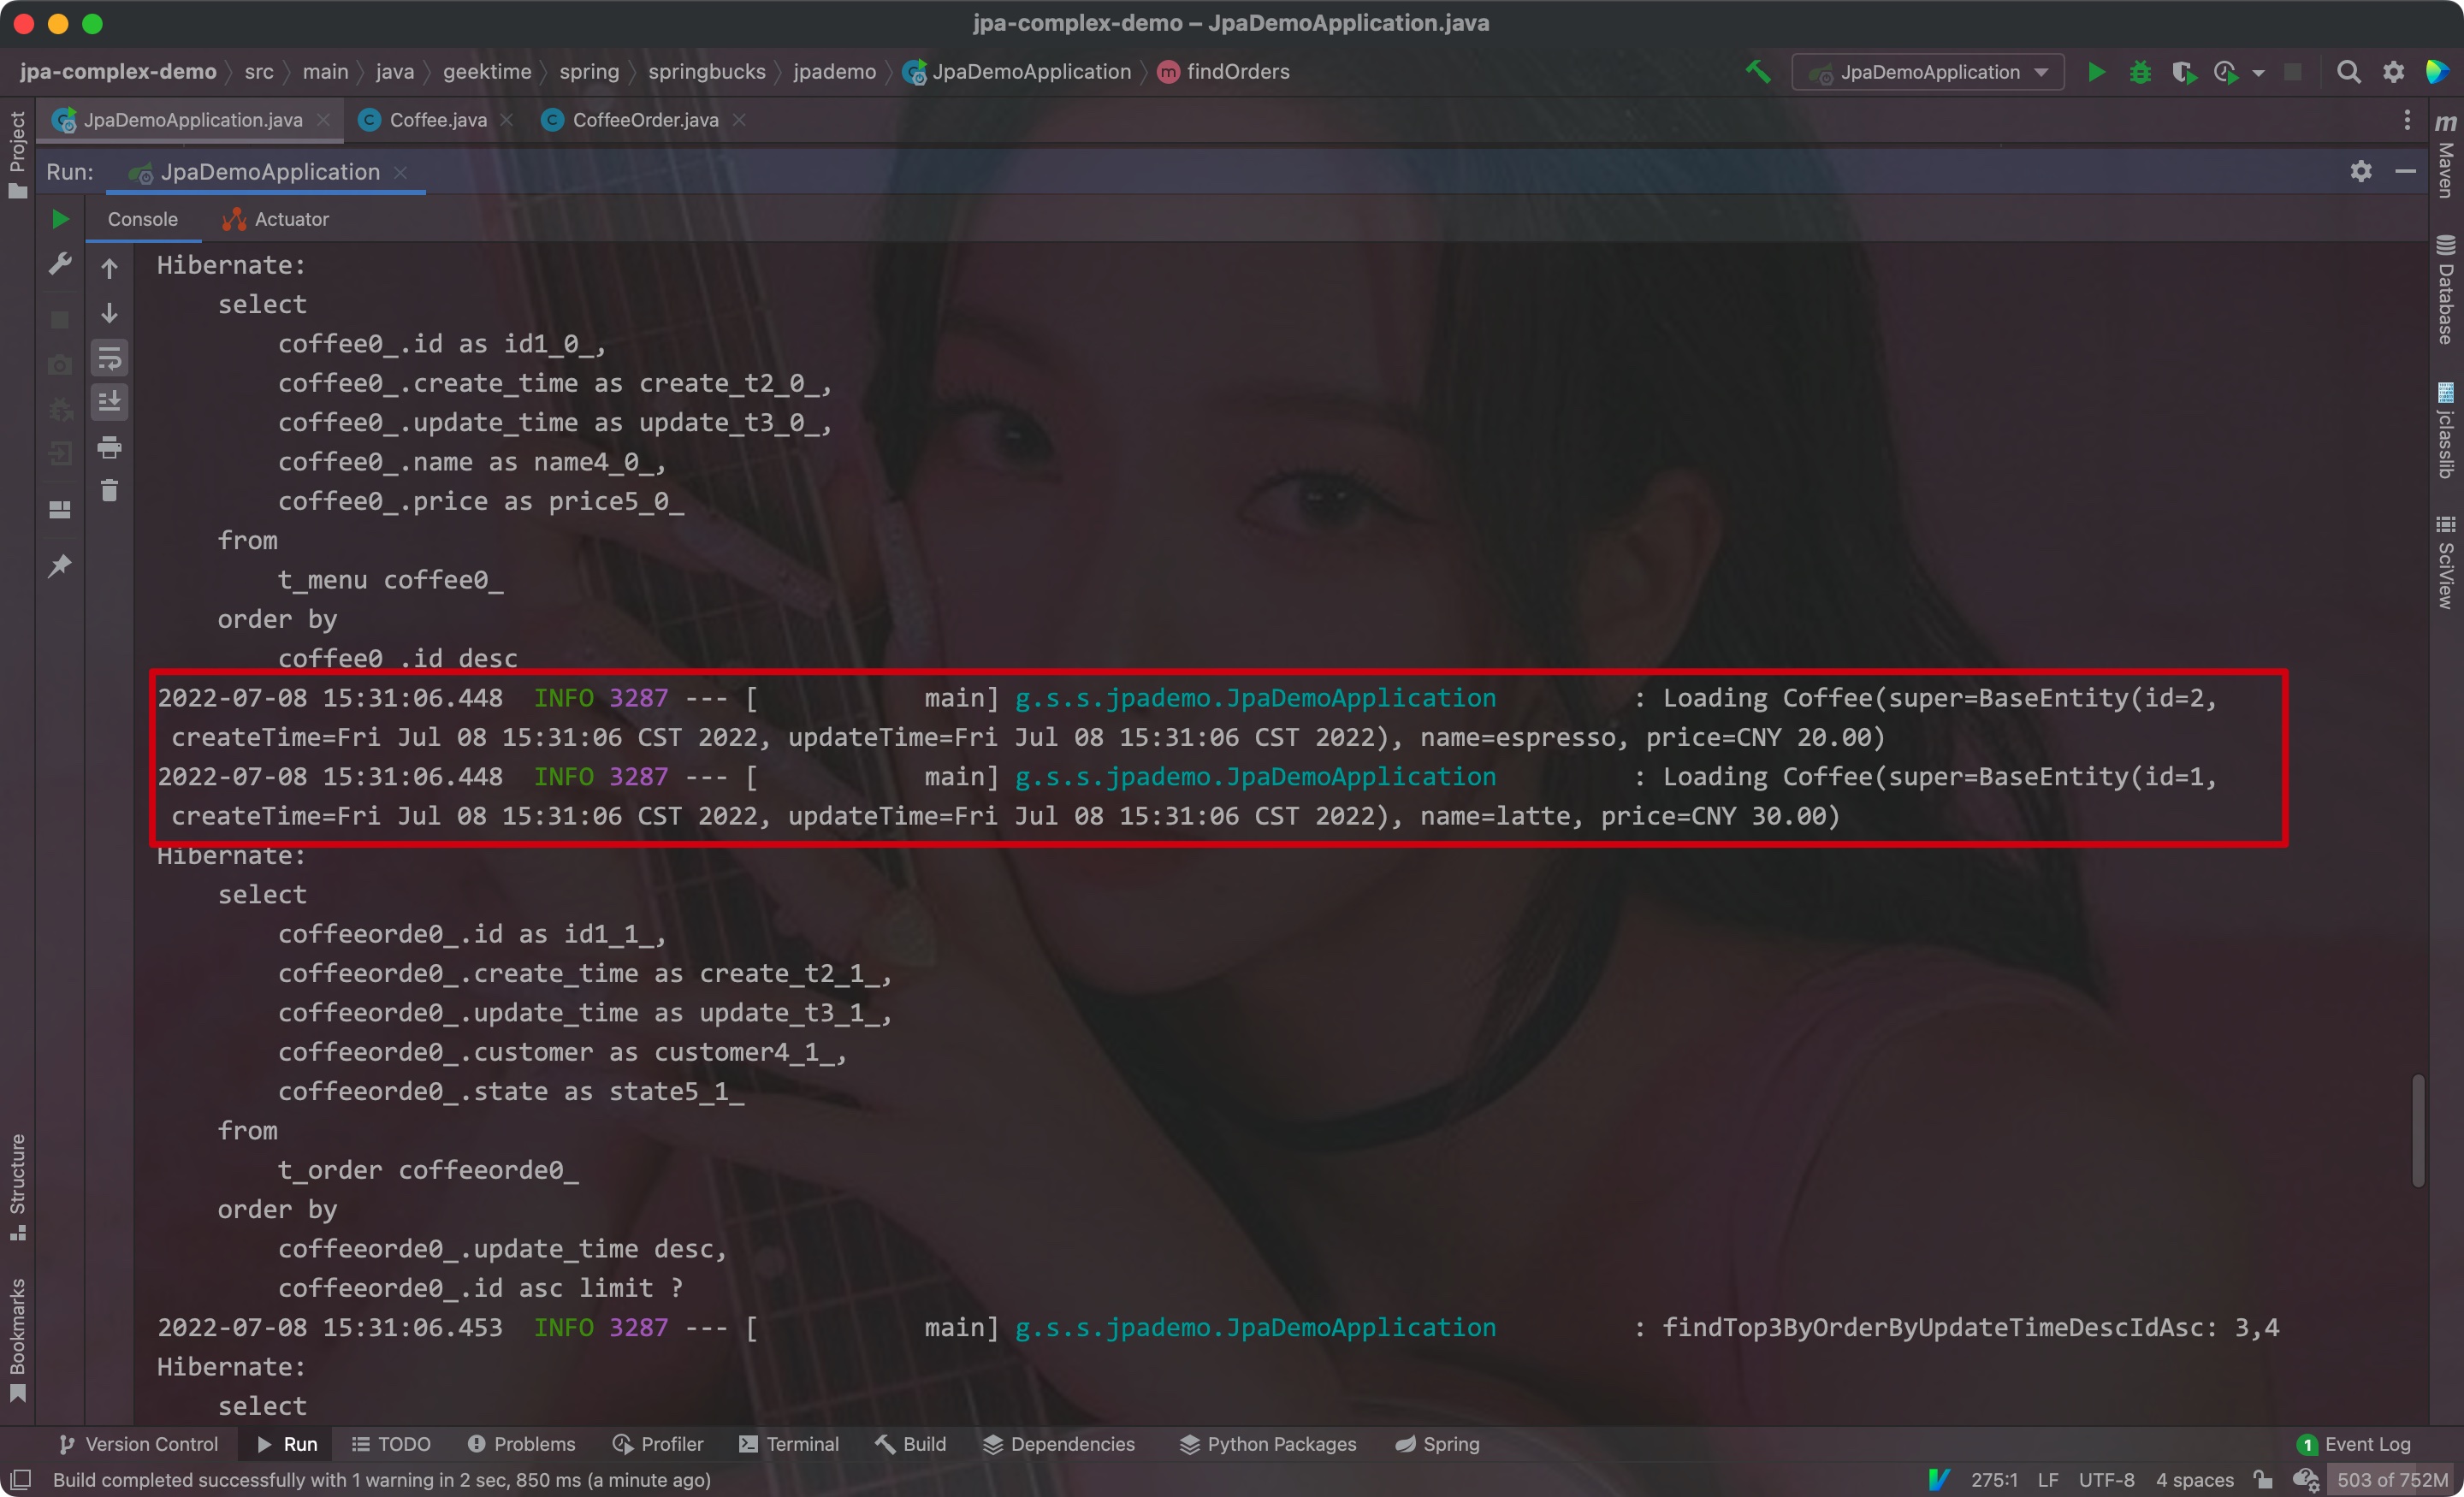 jpa-complex-demo – JpaDemoApplication.java
jpa-complex-demo src main java geektime spring springbucks jpademo JpaDemoApplication m findOrders JpaDemoApplication
JpaDemoApplication.java Coffee.java CoffeeOrder.java
Run: JpaDemoApplication
Console Actuator
Hibernate:
select
coffee0_.id as id1_0_,
coffee0_.create_time as create_t2_0_,
coffee0_.update_time as update_t3_0_,
coffee0_.name as name4_0_,
coffee0_.price as price5_0_
from
t_menu coffee0_
order by
coffee0_.id desc
2022-07-08 15:31:06.448  INFO 3287 --- [           main] g.s.s.jpademo.JpaDemoApplication         : Loading Coffee(super=BaseEntity(id=2,
createTime=Fri Jul 08 15:31:06 CST 2022, updateTime=Fri Jul 08 15:31:06 CST 2022), name=espresso, price=CNY 20.00)
2022-07-08 15:31:06.448  INFO 3287 --- [           main] g.s.s.jpademo.JpaDemoApplication         : Loading Coffee(super=BaseEntity(id=1,
createTime=Fri Jul 08 15:31:06 CST 2022, updateTime=Fri Jul 08 15:31:06 CST 2022), name=latte, price=CNY 30.00)
Hibernate:
select
coffeeorde0_.id as id1_1_,
coffeeorde0_.create_time as create_t2_1_,
coffeeorde0_.update_time as update_t3_1_,
coffeeorde0_.customer as customer4_1_,
coffeeorde0_.state as state5_1_
from
t_order coffeeorde0_
order by
coffeeorde0_.update_time desc,
coffeeorde0_.id asc limit ?
2022-07-08 15:31:06.453  INFO 3287 --- [           main] g.s.s.jpademo.JpaDemoApplication         : findTop3ByOrderByUpdateTimeDescIdAsc: 3,4
Hibernate:
select
Project
Structure
Bookmarks
m Maven
Database
jclasslib
SciView
Version Control Run TODO Problems Profiler Terminal Build Dependencies Python Packages Spring 1 Event Log
Build completed successfully with 1 warning in 2 sec, 850 ms (a minute ago) 275:1 LF UTF-8 4 spaces 503 of 752M